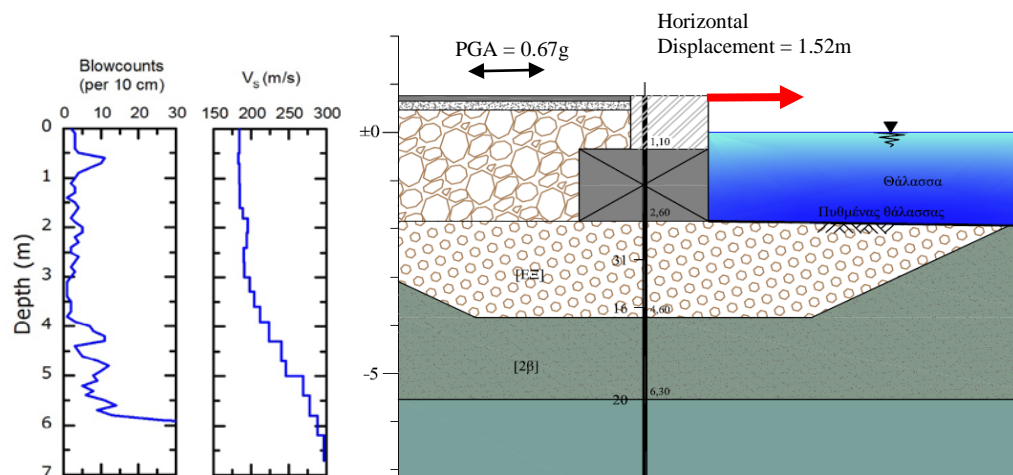 Blowcounts
(per 10 cm)
0 10 20 30
V_S (m/s)
150 200 250 300
Depth (m)
0
1
2
3
4
5
6
7
PGA = 0.67g
Horizontal
Displacement = 1.52m
±0
-5
1,10
2,60
31
[ΕΞ]
16
4,60
[2β]
20
6,30
Θάλασσα
Πυθμένας θάλασσας